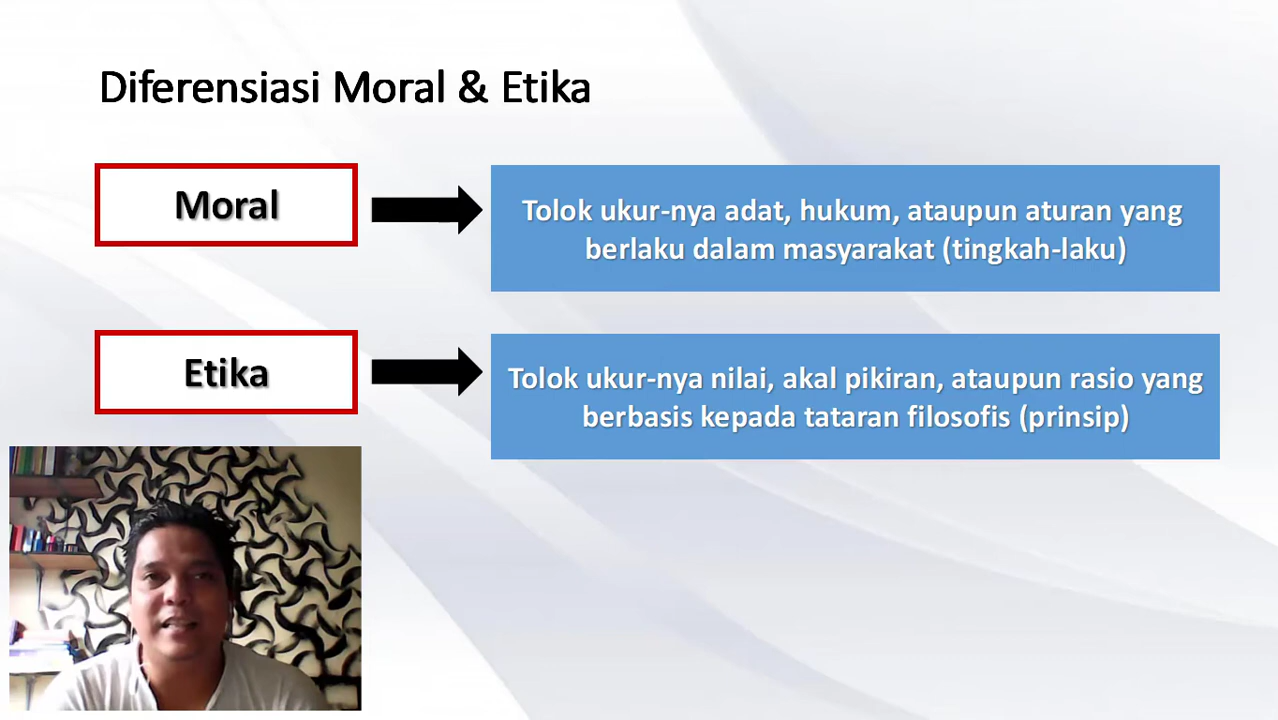 Diferensiasi Moral & Etika
Moral
Tolok ukur-nya adat, hukum, ataupun aturan yang
berlaku dalam masyarakat (tingkah-laku)
Etika
Tolok ukur-nya nilai, akal pikiran, ataupun rasio yang
berbasis kepada tataran filosofis (prinsip)